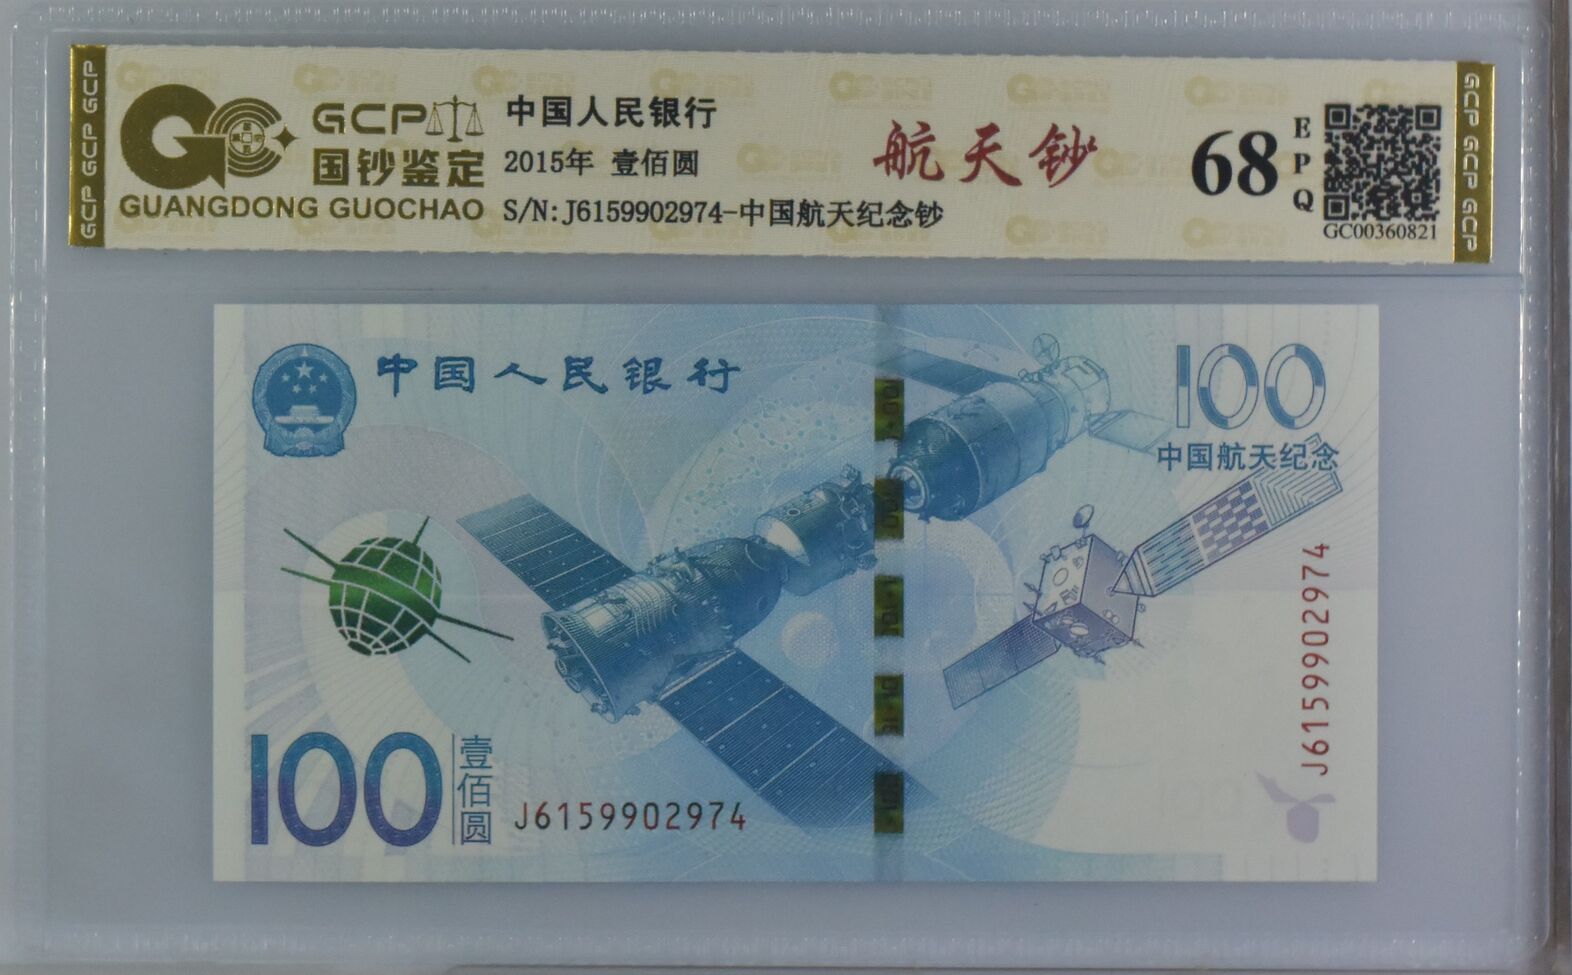 GCP GCP GCP
GCP
国钞鉴定
GUANGDONG GUOCHAO
中国人民银行
2015年 壹佰圆
S/N:J6159902974-中国航天纪念钞
航天钞
68
EPQ
GC00360821
GCP GCP GCP
中国人民银行
100
中国航天纪念
J6159902974
100
壹佰圆
J6159902974